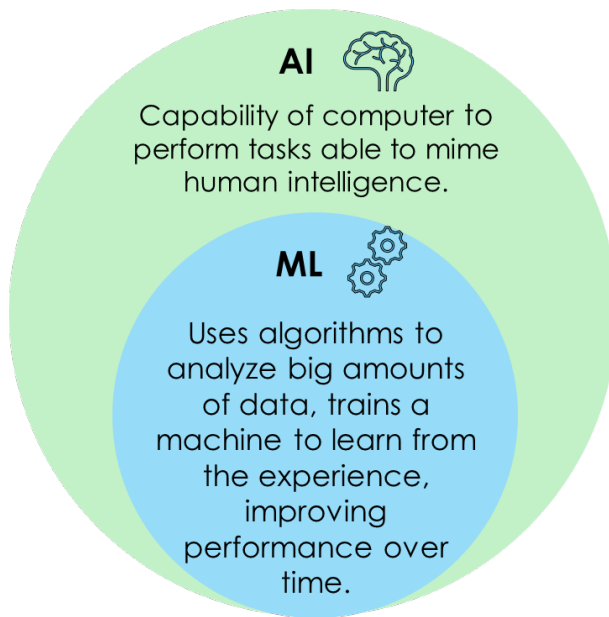 AI
Capability of computer to
perform tasks able to mime
human intelligence.
ML
Uses algorithms to
analyze big amounts
of data, trains a
machine to learn from
the experience,
improving
performance over
time.